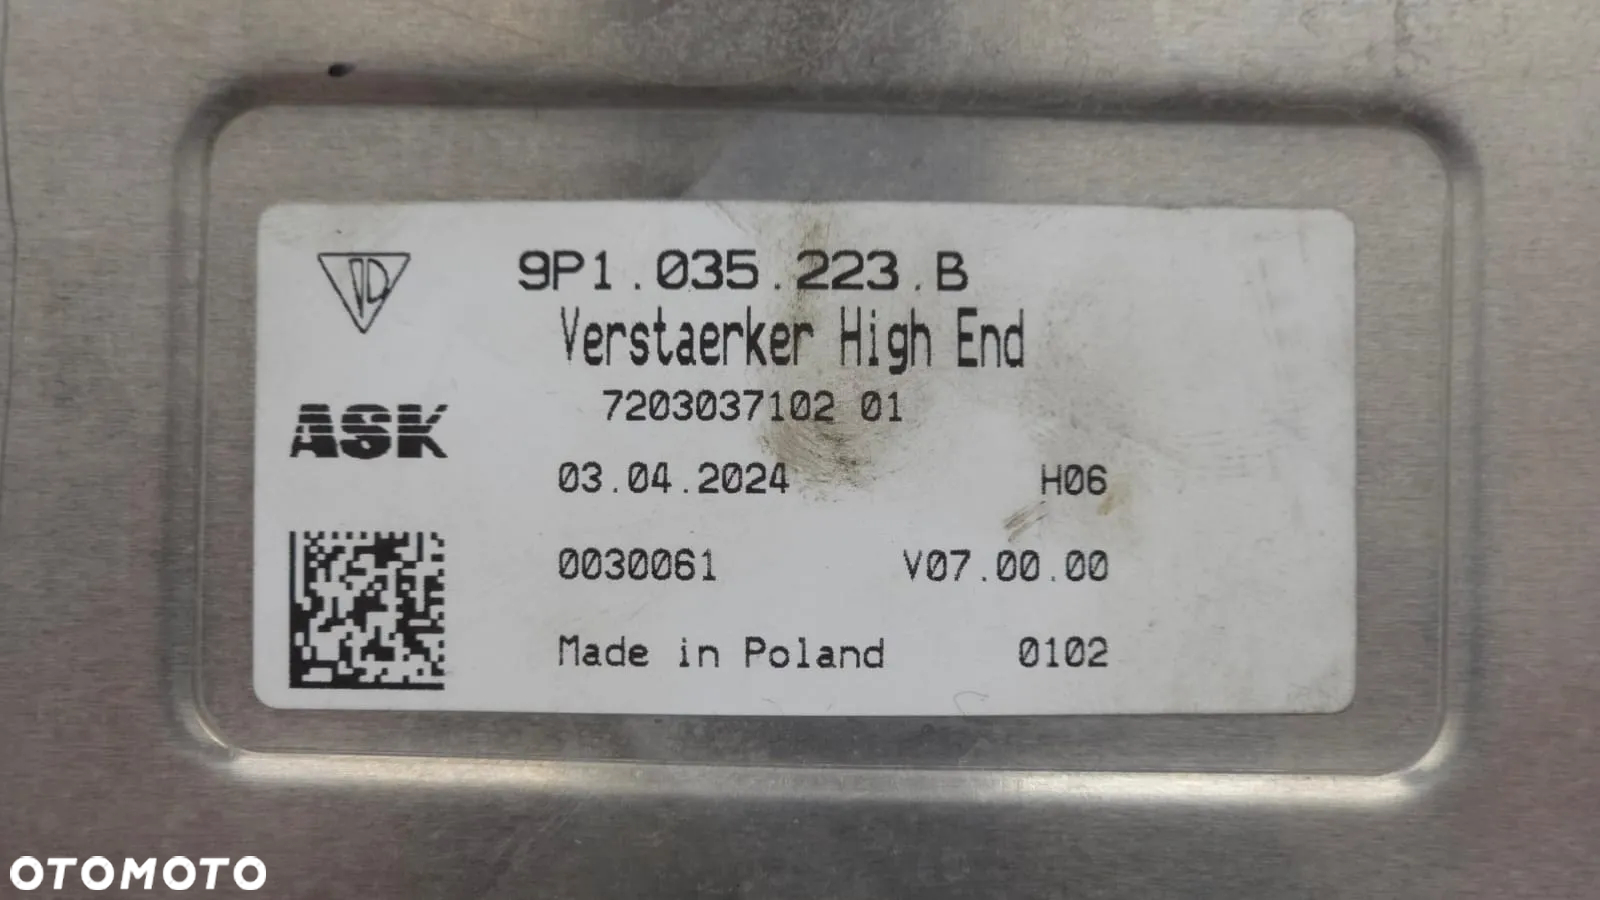 9P1.035.223.B
Verstaerker High End
7203037102 01
ASK
03.04.2024 H06
0030061 V07.00.00
Made in Poland 0102
OTOMOTO